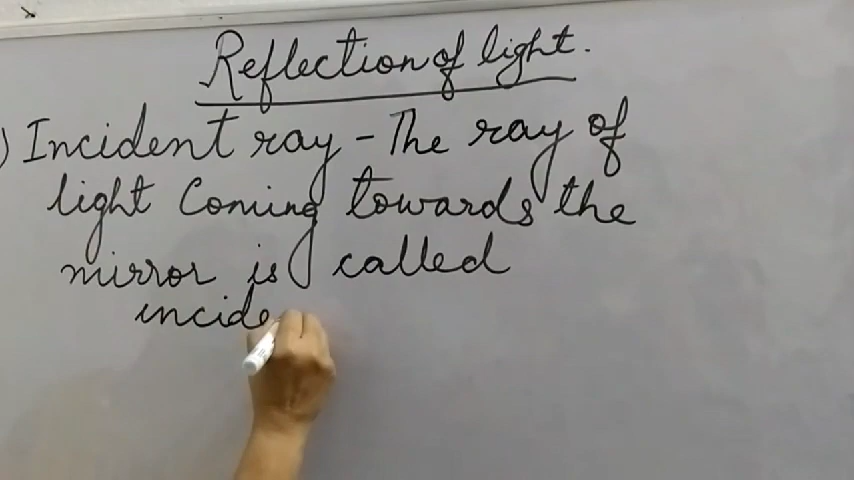 Reflection of light.
) Incident ray - The ray of
light Coming towards the
mirror is called
incide